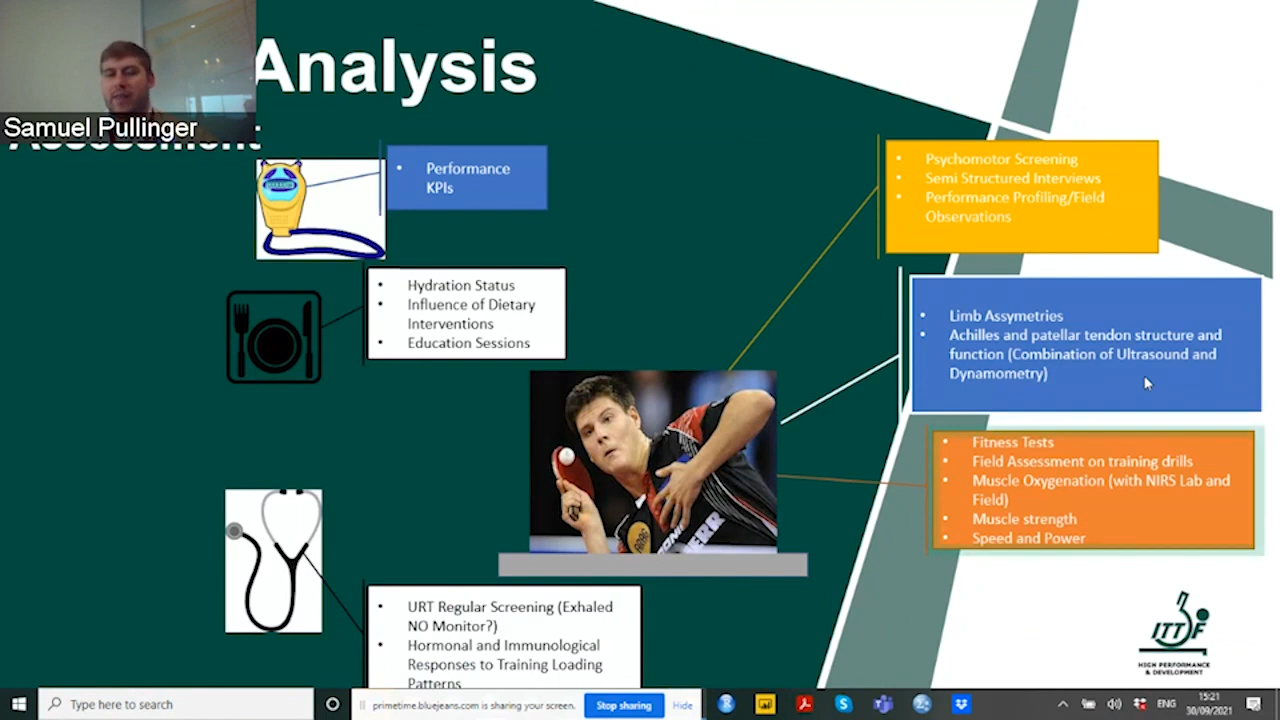 Analysis
Samuel Pullinger
Assessment
Performance
KPIs
Psychomotor Screening
Semi Structured Interviews
Performance Profiling/Field
Observations
Hydration Status
Influence of Dietary
Interventions
Education Sessions
Limb Assymetries
Achilles and patellar tendon structure and
function (Combination of Ultrasound and
Dynamometry)
Fitness Tests
Field Assessment on training drills
Muscle Oxygenation (with NIRS Lab and
Field)
Muscle strength
Speed and Power
URT Regular Screening (Exhaled
NO Monitor?)
Hormonal and Immunological
Responses to Training Loading
Patterns
ITTF
HIGH PERFORMANCE
& DEVELOPMENT
Type here to search
primetime.bluejeans.com is sharing your screen.
Stop sharing
Hide
ENG
15:21
30/09/2021